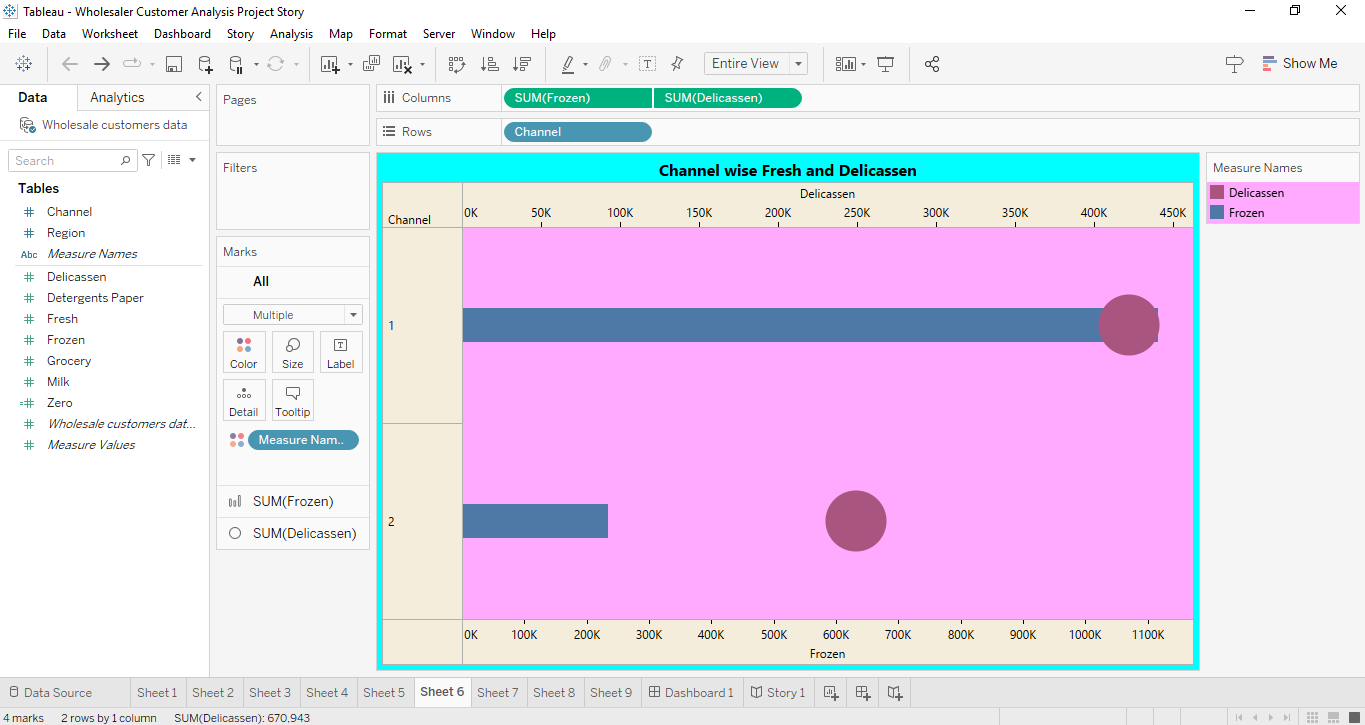 Tableau - Wholesaler Customer Analysis Project Story
File Data Worksheet Dashboard Story Analysis Map Format Server Window Help
Entire View
Show Me
Data Analytics
Wholesale customers data
Search
Tables
Channel
Region
Abc Measure Names
Delicassen
Detergents Paper
Fresh
Frozen
Grocery
Milk
Zero
Wholesale customers dat...
Measure Values
Pages
Filters
Marks
All
Multiple
Color Size Label
Detail Tooltip
Measure Nam..
SUM(Frozen)
SUM(Delicassen)
Columns SUM(Frozen) SUM(Delicassen)
Rows Channel
Channel wise Fresh and Delicassen
Delicassen
Channel 0K 50K 100K 150K 200K 250K 300K 350K 400K 450K
1
2
0K 100K 200K 300K 400K 500K 600K 700K 800K 900K 1000K 1100K
Frozen
Measure Names
Delicassen
Frozen
Data Source Sheet 1 Sheet 2 Sheet 3 Sheet 4 Sheet 5 Sheet 6 Sheet 7 Sheet 8 Sheet 9 Dashboard 1 Story 1
4 marks 2 rows by 1 column SUM(Delicassen): 670,943